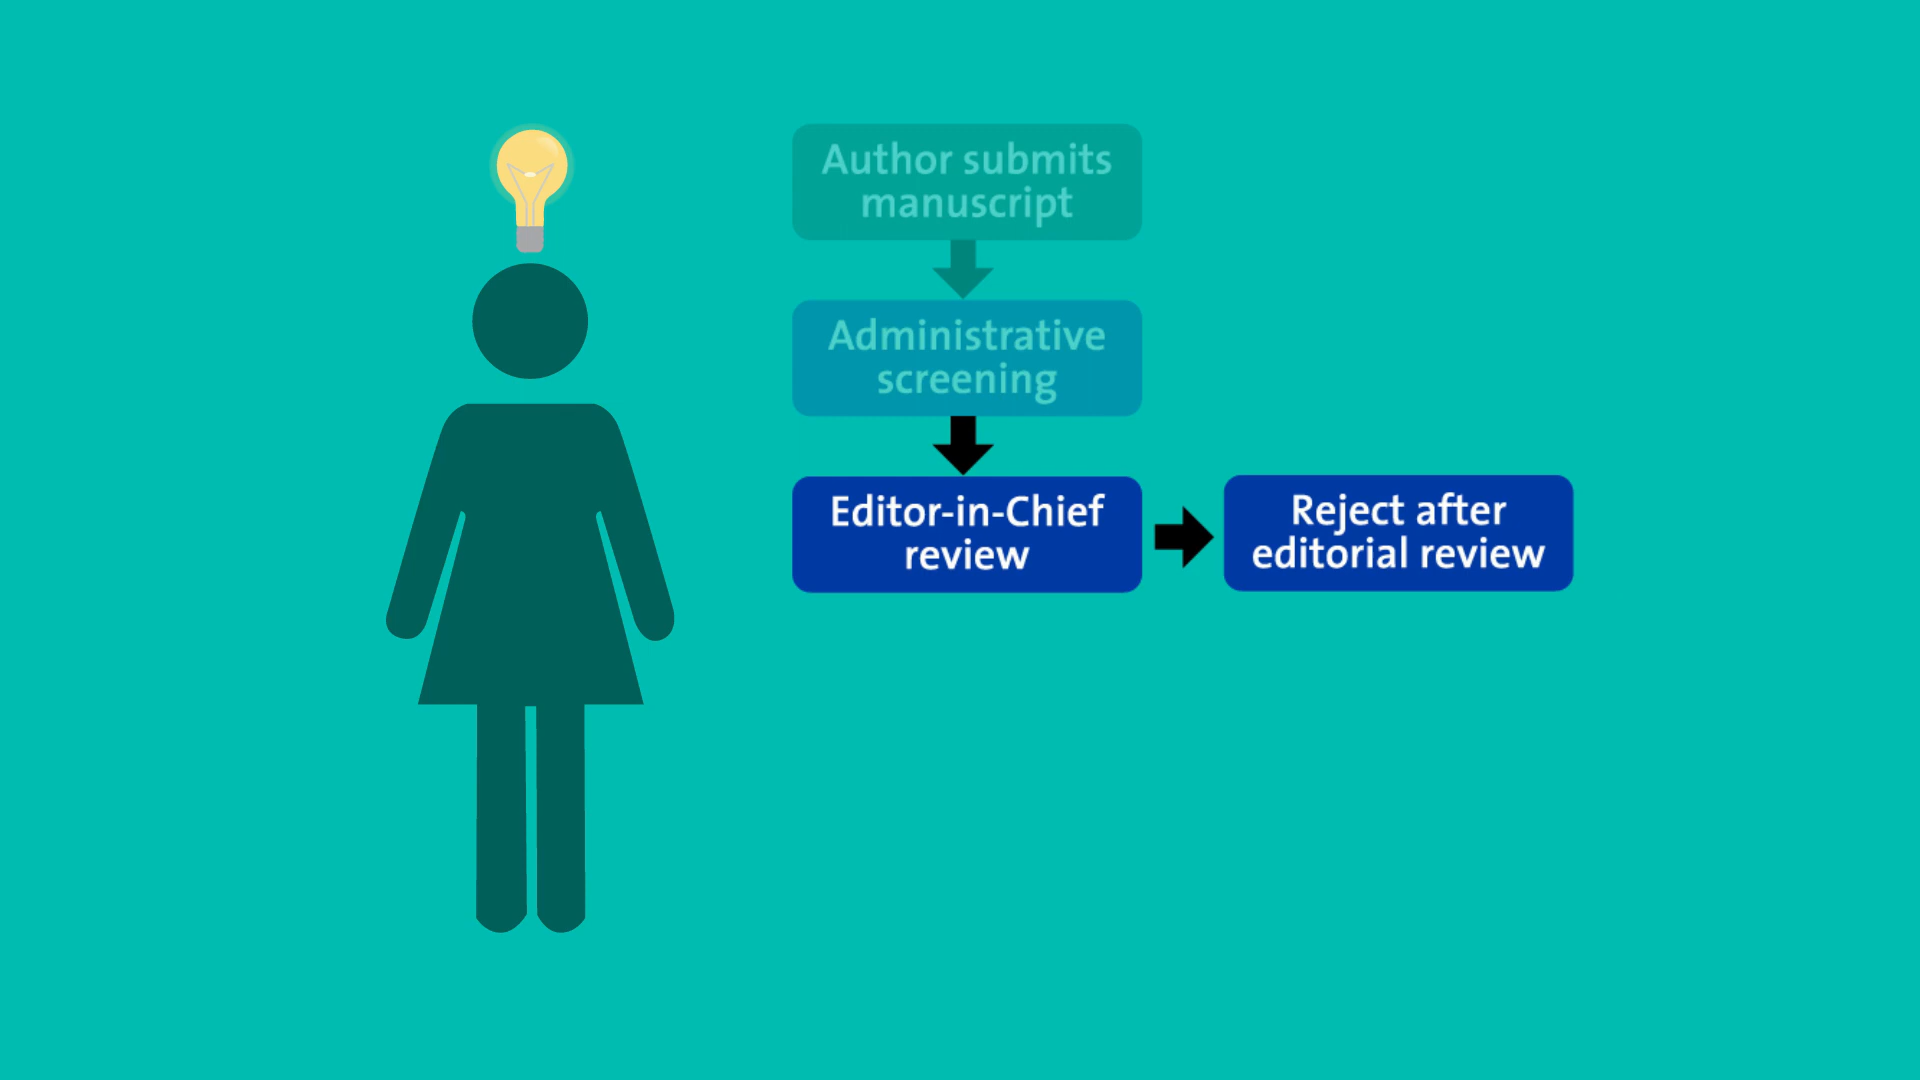 Author submits
manuscript
Administrative
screening
Editor-in-Chief
review
Reject after
editorial review